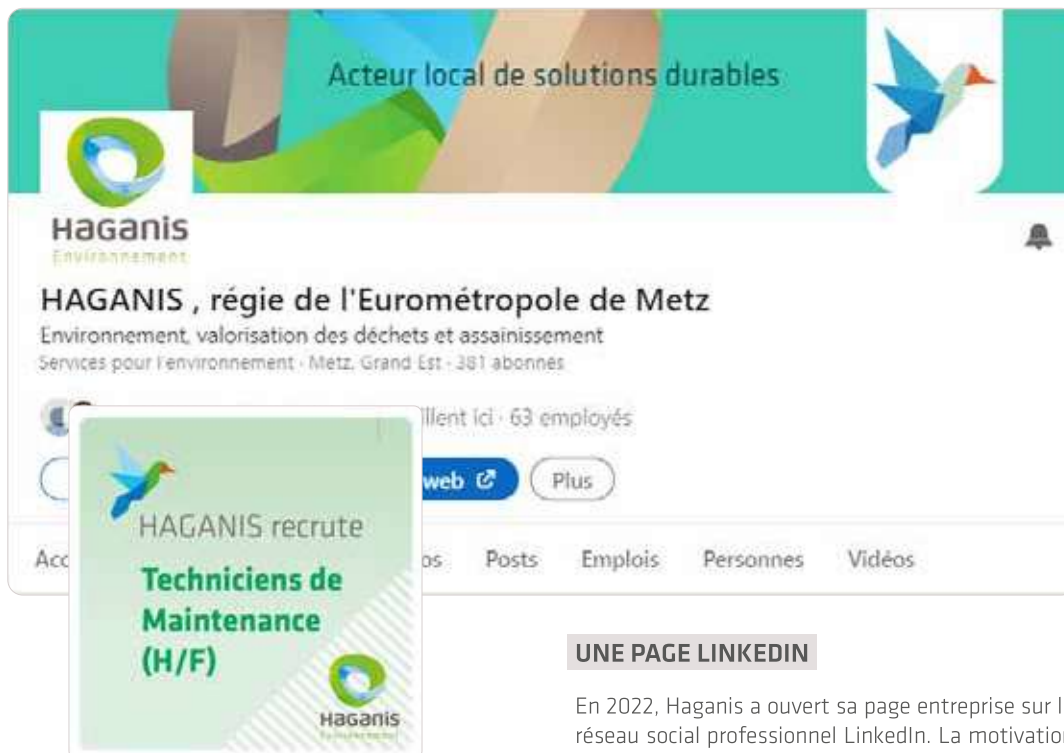 Acteur local de solutions durables
Haganis
Environnement
HAGANIS , régie de l'Eurométropole de Metz
Environnement, valorisation des déchets et assainissement
Services pour l'environnement · Metz, Grand Est · 381 abonnés
ici · 63 employés
web
Plus
Posts
Emplois
Personnes
Vidéos
HAGANIS recrute
Techniciens de
Maintenance
(H/F)
Haganis
Environnement
UNE PAGE LINKEDIN
En 2022, Haganis a ouvert sa page entreprise sur
réseau social professionnel LinkedIn. La